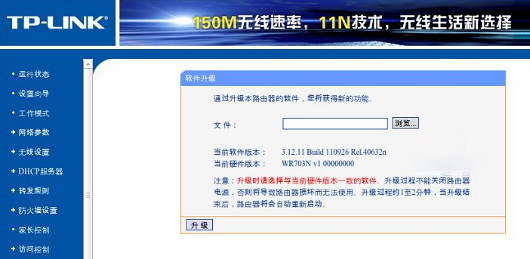 TP-LINK®
150M无线速率，11N技术，无线生活新选择
运行状态
设置向导
工作模式
网络参数
无线设置
DHCP服务器
转发规则
防火墙设置
家长控制
访问控制
软件升级
通过升级本路由器的软件，您将获得新的功能.
文 件：
浏览...
当前软件版本： 3.12.11 Build 110926 Rel.40632n
当前硬件版本： WR703N v1 00000000
注意：升级时请选择与当前硬件版本一致的软件。升级过程不能关闭路由器
电源，否则将导致路由器损坏而无法使用。升级过程约1至2分钟，当升级结
束后，路由器将会自动重新启动。
升 级